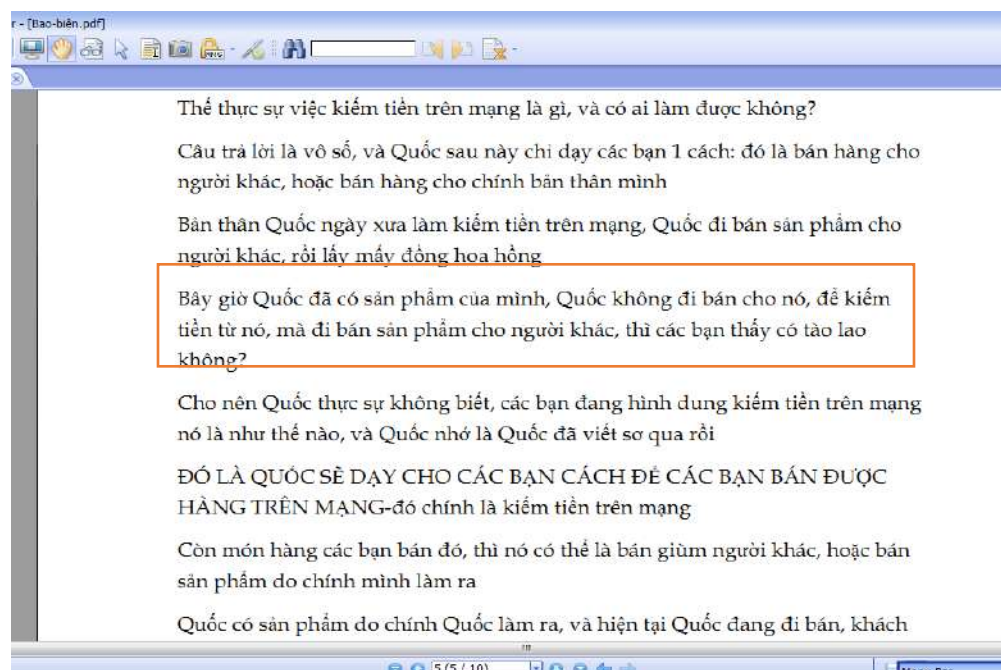 r - [Bao-biên.pdf]
Thế thực sự việc kiếm tiền trên mạng là gì, và có ai làm được không?
Câu trả lời là vô số, và Quốc sau này chỉ dạy các bạn 1 cách: đó là bán hàng cho
người khác, hoặc bán hàng cho chính bản thân mình
Bản thân Quốc ngày xưa làm kiếm tiền trên mạng, Quốc đi bán sản phẩm cho
người khác, rồi lấy mấy đồng hoa hồng
Bây giờ Quốc đã có sản phẩm của mình, Quốc không đi bán cho nó, để kiếm
tiền từ nó, mà đi bán sản phẩm cho người khác, thì các bạn thấy có tào lao
không?
Cho nên Quốc thực sự không biết, các bạn đang hình dung kiếm tiền trên mạng
nó là như thế nào, và Quốc nhớ là Quốc đã viết sơ qua rồi
ĐÓ LÀ QUỐC SẼ DẠY CHO CÁC BẠN CÁCH ĐỂ CÁC BẠN BÁN ĐƯỢC
HÀNG TRÊN MẠNG-đó chính là kiếm tiền trên mạng
Còn món hàng các bạn bán đó, thì nó có thể là bán giùm người khác, hoặc bán
sản phẩm do chính mình làm ra
Quốc có sản phẩm do chính Quốc làm ra, và hiện tại Quốc đang đi bán, khách
5 (5 / 10)